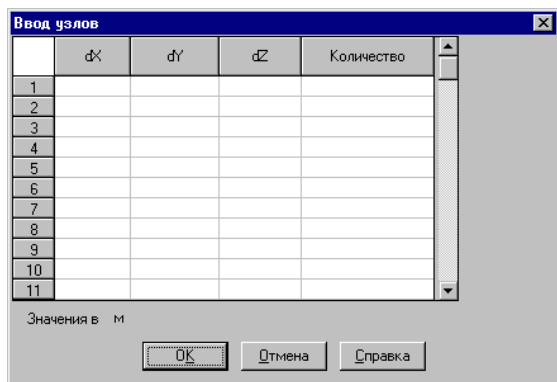 Ввод узлов
dX dY dZ Количество
1
2
3
4
5
6
7
8
9
10
11
Значения в м
OK Отмена Справка